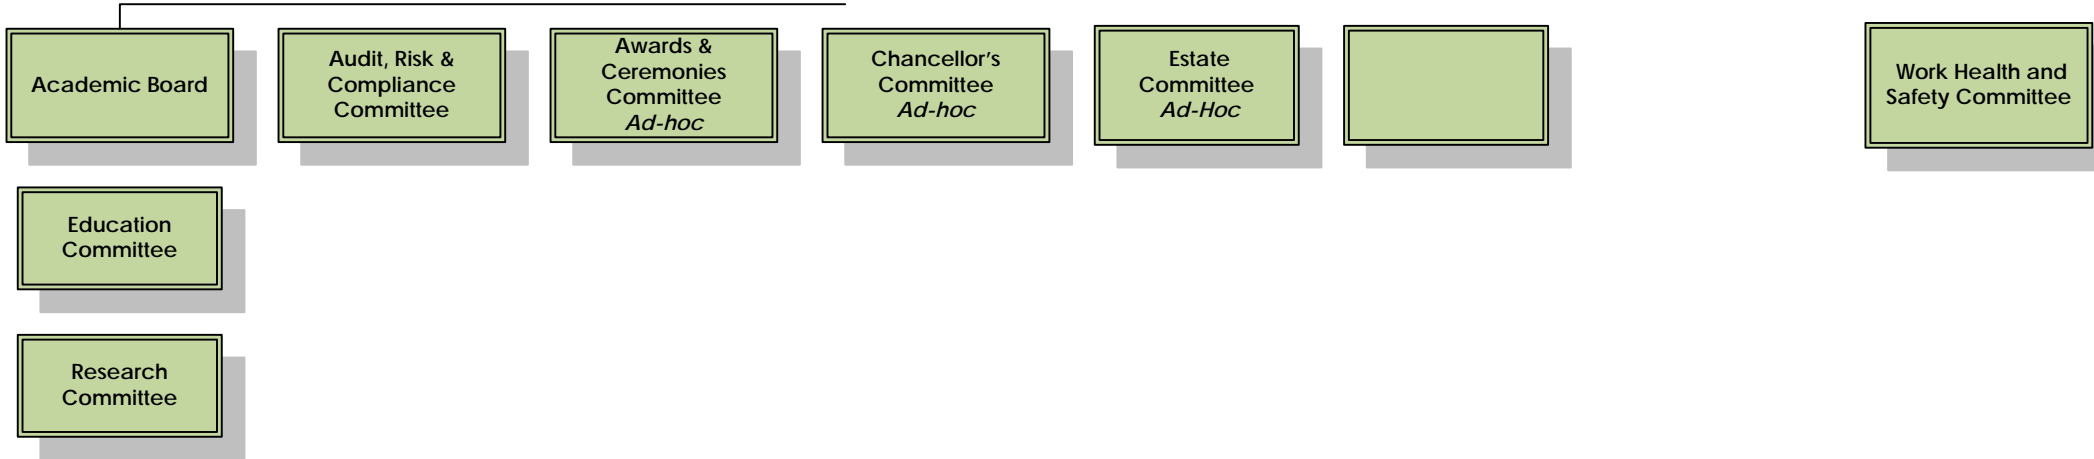 Academic Board
Audit, Risk &
Compliance
Committee
Awards &
Ceremonies
Committee
Ad-hoc
Chancellor's
Committee
Ad-hoc
Estate
Committee
Ad-Hoc
Work Health and
Safety Committee
Education
Committee
Research
Committee